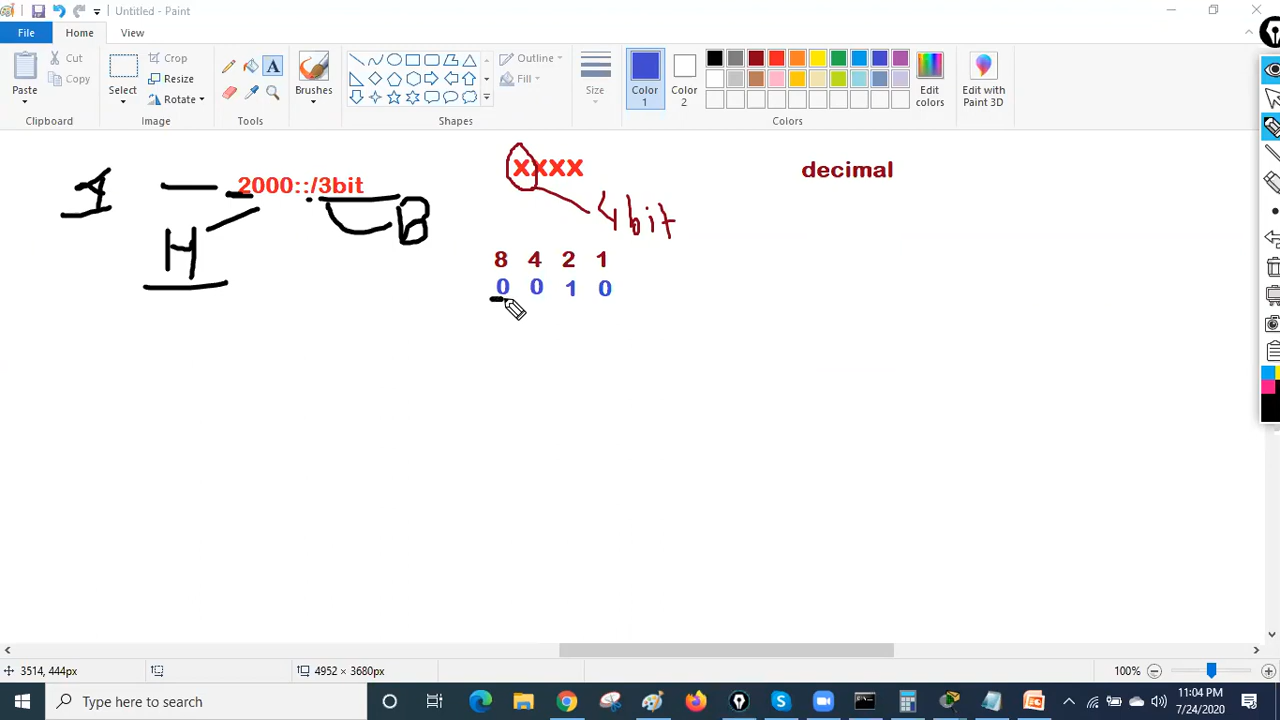 Untitled - Paint
File Home View
Paste
Cut
Copy
Clipboard
Select
Crop
Resize
Rotate
Image
A
Tools
Brushes
Shapes
Outline
Fill
Size
Color 1
Color 2
Edit colors
Edit with Paint 3D
Colors
A
2000::/3bit
B
H
xxxx
4bit
decimal
8 4 2 1
0 0 1 0
3514, 444px
4952 × 3680px
100%
Type here to search
11:04 PM
7/24/2020